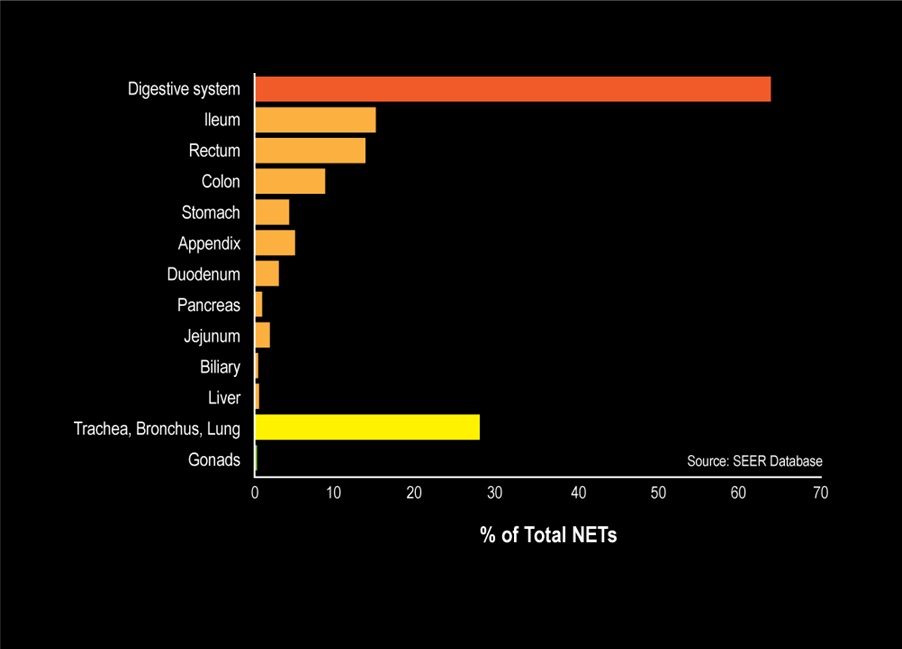 Digestive system
Ileum
Rectum
Colon
Stomach
Appendix
Duodenum
Pancreas
Jejunum
Biliary
Liver
Trachea, Bronchus, Lung
Gonads
Source: SEER Database
0 10 20 30 40 50 60 70
% of Total NETs